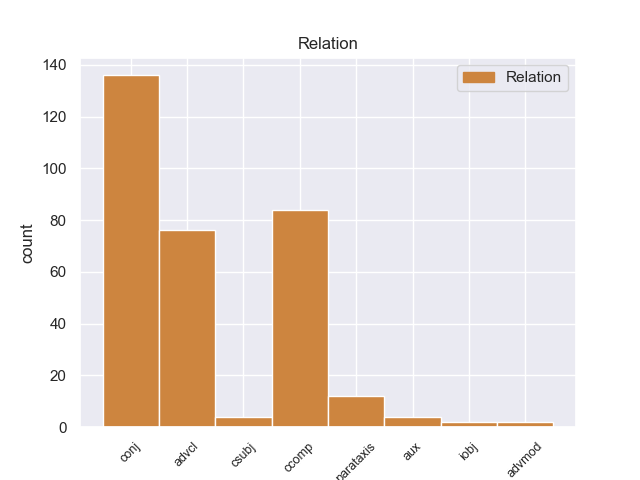 Relation
Relation
count
140
120
100
80
60
40
20
0
conj
advcl
csubj
ccomp
parataxis
aux
iobj
advmod